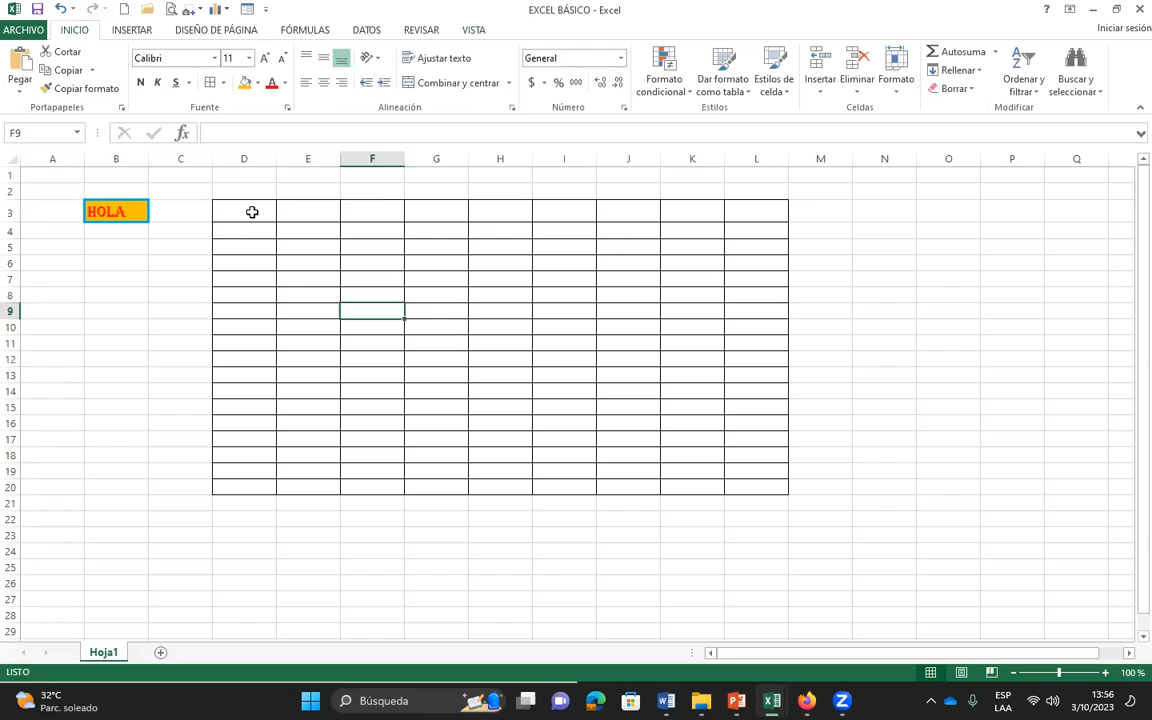 EXCEL BÁSICO - Excel
?
Iniciar sesión
ARCHIVO INICIO INSERTAR DISEÑO DE PÁGINA FÓRMULAS DATOS REVISAR VISTA
Pegar
Cortar
Copiar
Copiar formato
Portapapeles
Calibri 11 A A
N K S A
Fuente
Ajustar texto
Combinar y centrar
Alineación
General
$ % 000
Número
Formato condicional
Dar formato como tabla
Estilos de celda
Estilos
Insertar Eliminar Formato
Celdas
Autosuma
Rellenar
Borrar
Ordenar y filtrar
Buscar y seleccionar
Modificar
F9 fx
A B C D E F G H I J K L M N O P Q
1
2
3 HOLA
4
5
6
7
8
9
10
11
12
13
14
15
16
17
18
19
20
21
22
23
24
25
26
27
28
29
Hoja1
LISTO 100 %
32°C
Parc. soleado
Búsqueda
ESP
LAA
13:56
3/10/2023